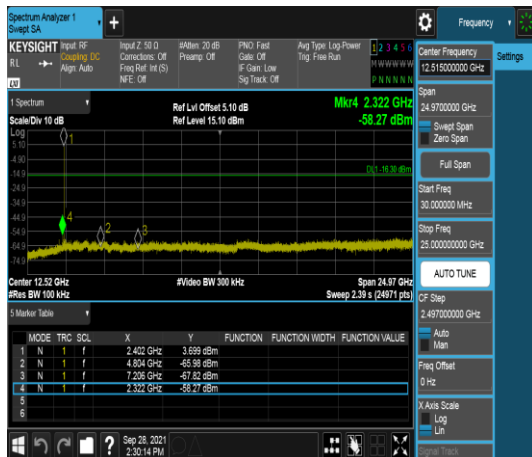 Spectrum Analyzer 1
Swept SA
Frequency
Settings
KEYSIGHT
RL
LXI
Input: RF
Coupling: DC
Align: Auto
Input Z: 50 Ω
Corrections: Off
Freq Ref: Int (S)
NFE: Off
#Atten: 20 dB
Preamp: Off
PNO: Fast
Gate: Off
IF Gain: Low
Sig Track: Off
Avg Type: Log-Power
Trig: Free Run
1 2 3 4 5 6
M W W W W W
P N N N N N
1 Spectrum
Scale/Div 10 dB
Ref Lvl Offset 5.10 dB
Ref Level 15.10 dBm
Mkr4 2.322 GHz
-58.27 dBm
Log
5.10
-4.90
-14.9
-24.9
-34.9
-44.9
-54.9
-64.9
-74.9
1
DL1 -16.30 dBm
4
2
3
Center 12.52 GHz
#Res BW 100 kHz
#Video BW 300 kHz
Span 24.97 GHz
Sweep 2.39 s (24971 pts)
5 Marker Table
MODE TRC SCL X Y FUNCTION FUNCTION WIDTH FUNCTION VALUE
1 N 1 f 2.402 GHz 3.699 dBm
2 N 1 f 4.804 GHz -65.98 dBm
3 N 1 f 7.206 GHz -67.82 dBm
4 N 1 f 2.322 GHz -58.27 dBm
5
6
Sep 28, 2021
2:30:14 PM
Center Frequency
12.515000000 GHz
Span
24.9700000 GHz
Swept Span
Zero Span
Full Span
Start Freq
30.000000 MHz
Stop Freq
25.000000000 GHz
AUTO TUNE
CF Step
2.497000000 GHz
Auto
Man
Freq Offset
0 Hz
X Axis Scale
Log
Lin
Signal Track